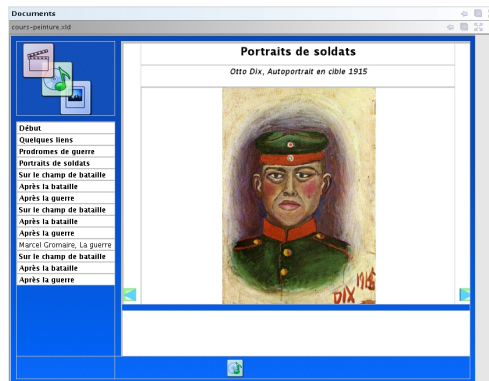 Documents
cours-peinture.xld
Portraits de soldats
Otto Dix, Autoportrait en cible 1915
Début
Quelques liens
Prodromes de guerre
Portraits de soldats
Sur le champ de bataille
Après la bataille
Après la guerre
Sur le champ de bataille
Après la bataille
Après la guerre
Marcel Gromaire, La guerre
Sur le champ de bataille
Après la bataille
Après la guerre
DIX